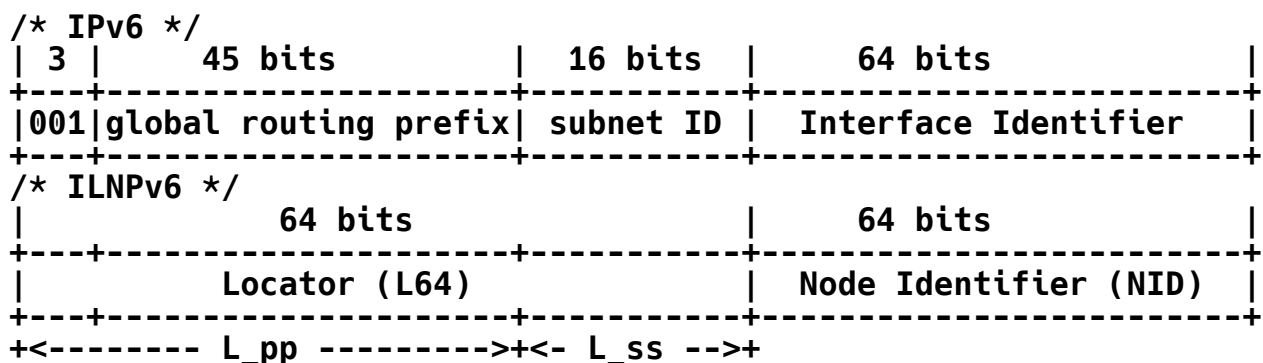 /* IPv6 */
| 3 |     45 bits         |  16 bits  |     64 bits             |
+---+---------------------+-----------+-------------------------+
|001|global routing prefix| subnet ID |  Interface Identifier   |
+---+---------------------+-----------+-------------------------+
/* ILNPv6 */
|             64 bits                 |     64 bits             |
+---+---------------------+-----------+-------------------------+
|          Locator (L64)              |  Node Identifier (NID)  |
+---+---------------------+-----------+-------------------------+
+<-------- L_pp --------->+<- L_ss -->+